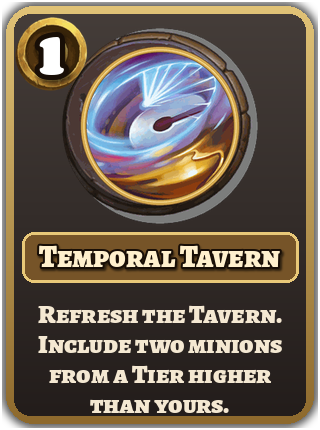 1
Temporal Tavern
Refresh the Tavern.
Include two minions
from a Tier higher
than yours.